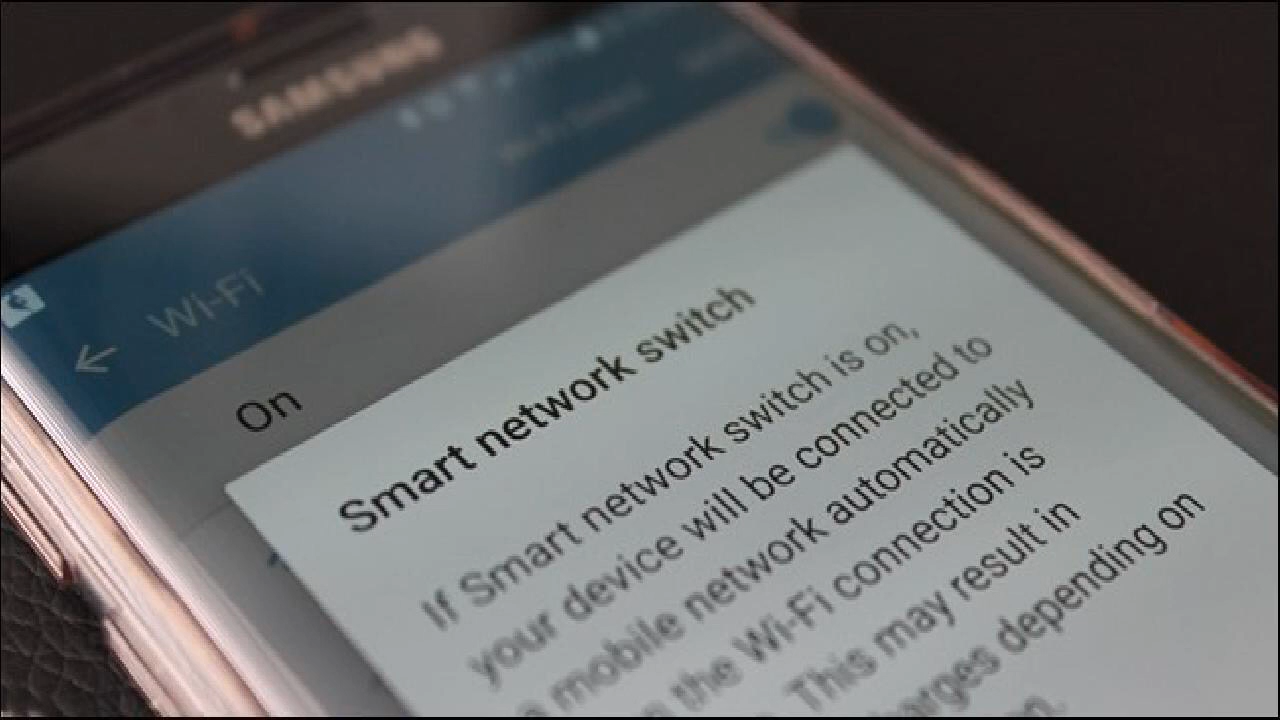 SAMSUNG
Wi-Fi
On
Smart network switch
If Smart network switch is on,
your device will be connected to
mobile network automatically
the Wi-Fi connection is
This may result in
depending on